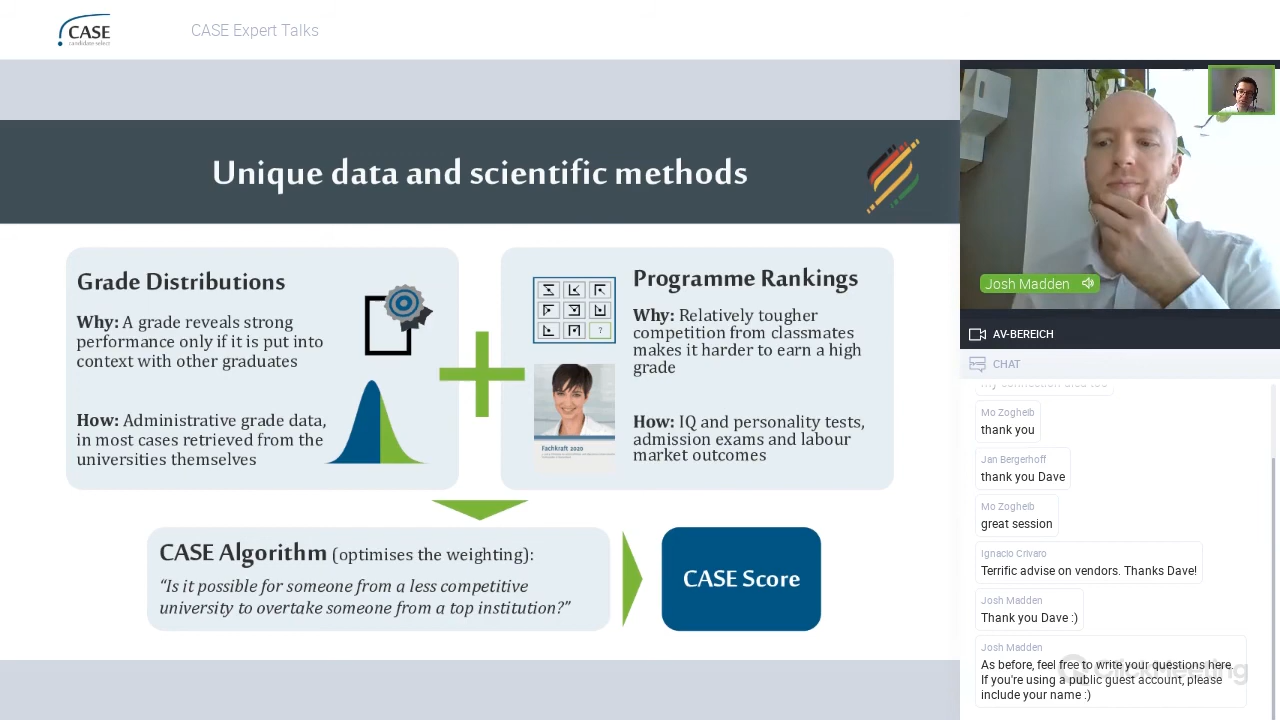 CASE
candidate select
CASE Expert Talks
Unique data and scientific methods
Grade Distributions
Why: A grade reveals strong
performance only if it is put into
context with other graduates
How: Administrative grade data,
in most cases retrieved from the
universities themselves
Programme Rankings
Why: Relatively tougher
competition from classmates
makes it harder to earn a high
grade
?
How: IQ and personality tests,
admission exams and labour
market outcomes
Fachkraft 2020
CASE Algorithm (optimises the weighting):
“Is it possible for someone from a less competitive
university to overtake someone from a top institution?”
CASE Score
Josh Madden
AV-BEREICH
CHAT
my connection died too
Mo Zogheib
thank you
Jan Bergerhoff
thank you Dave
Mo Zogheib
great session
Ignacio Crivaro
Terrific advise on vendors. Thanks Dave!
Josh Madden
Thank you Dave :)
Josh Madden
As before, feel free to write your questions here.
If you're using a public guest account, please
include your name :)
ClickMeeting